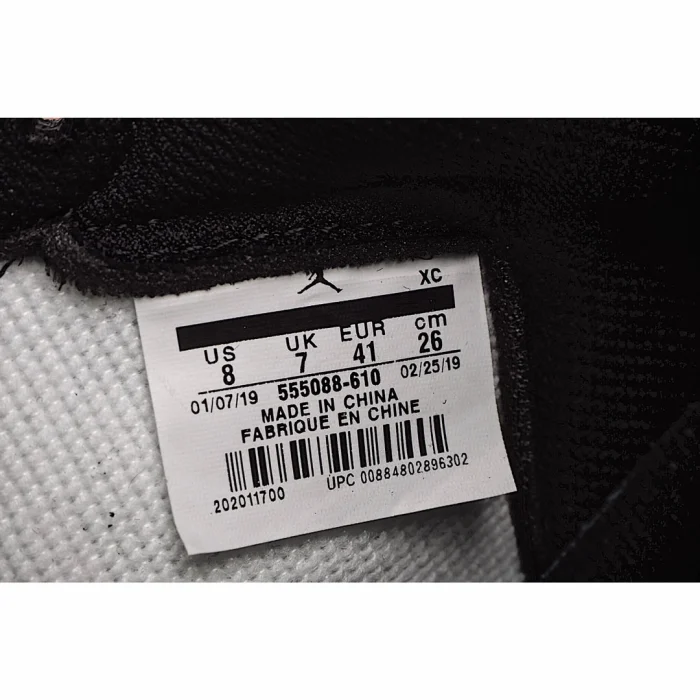 XC
US UK EUR cm
8 7 41 26
01/07/19 555088-610 02/25/19
MADE IN CHINA
FABRIQUE EN CHINE
202011700 UPC 00884802896302